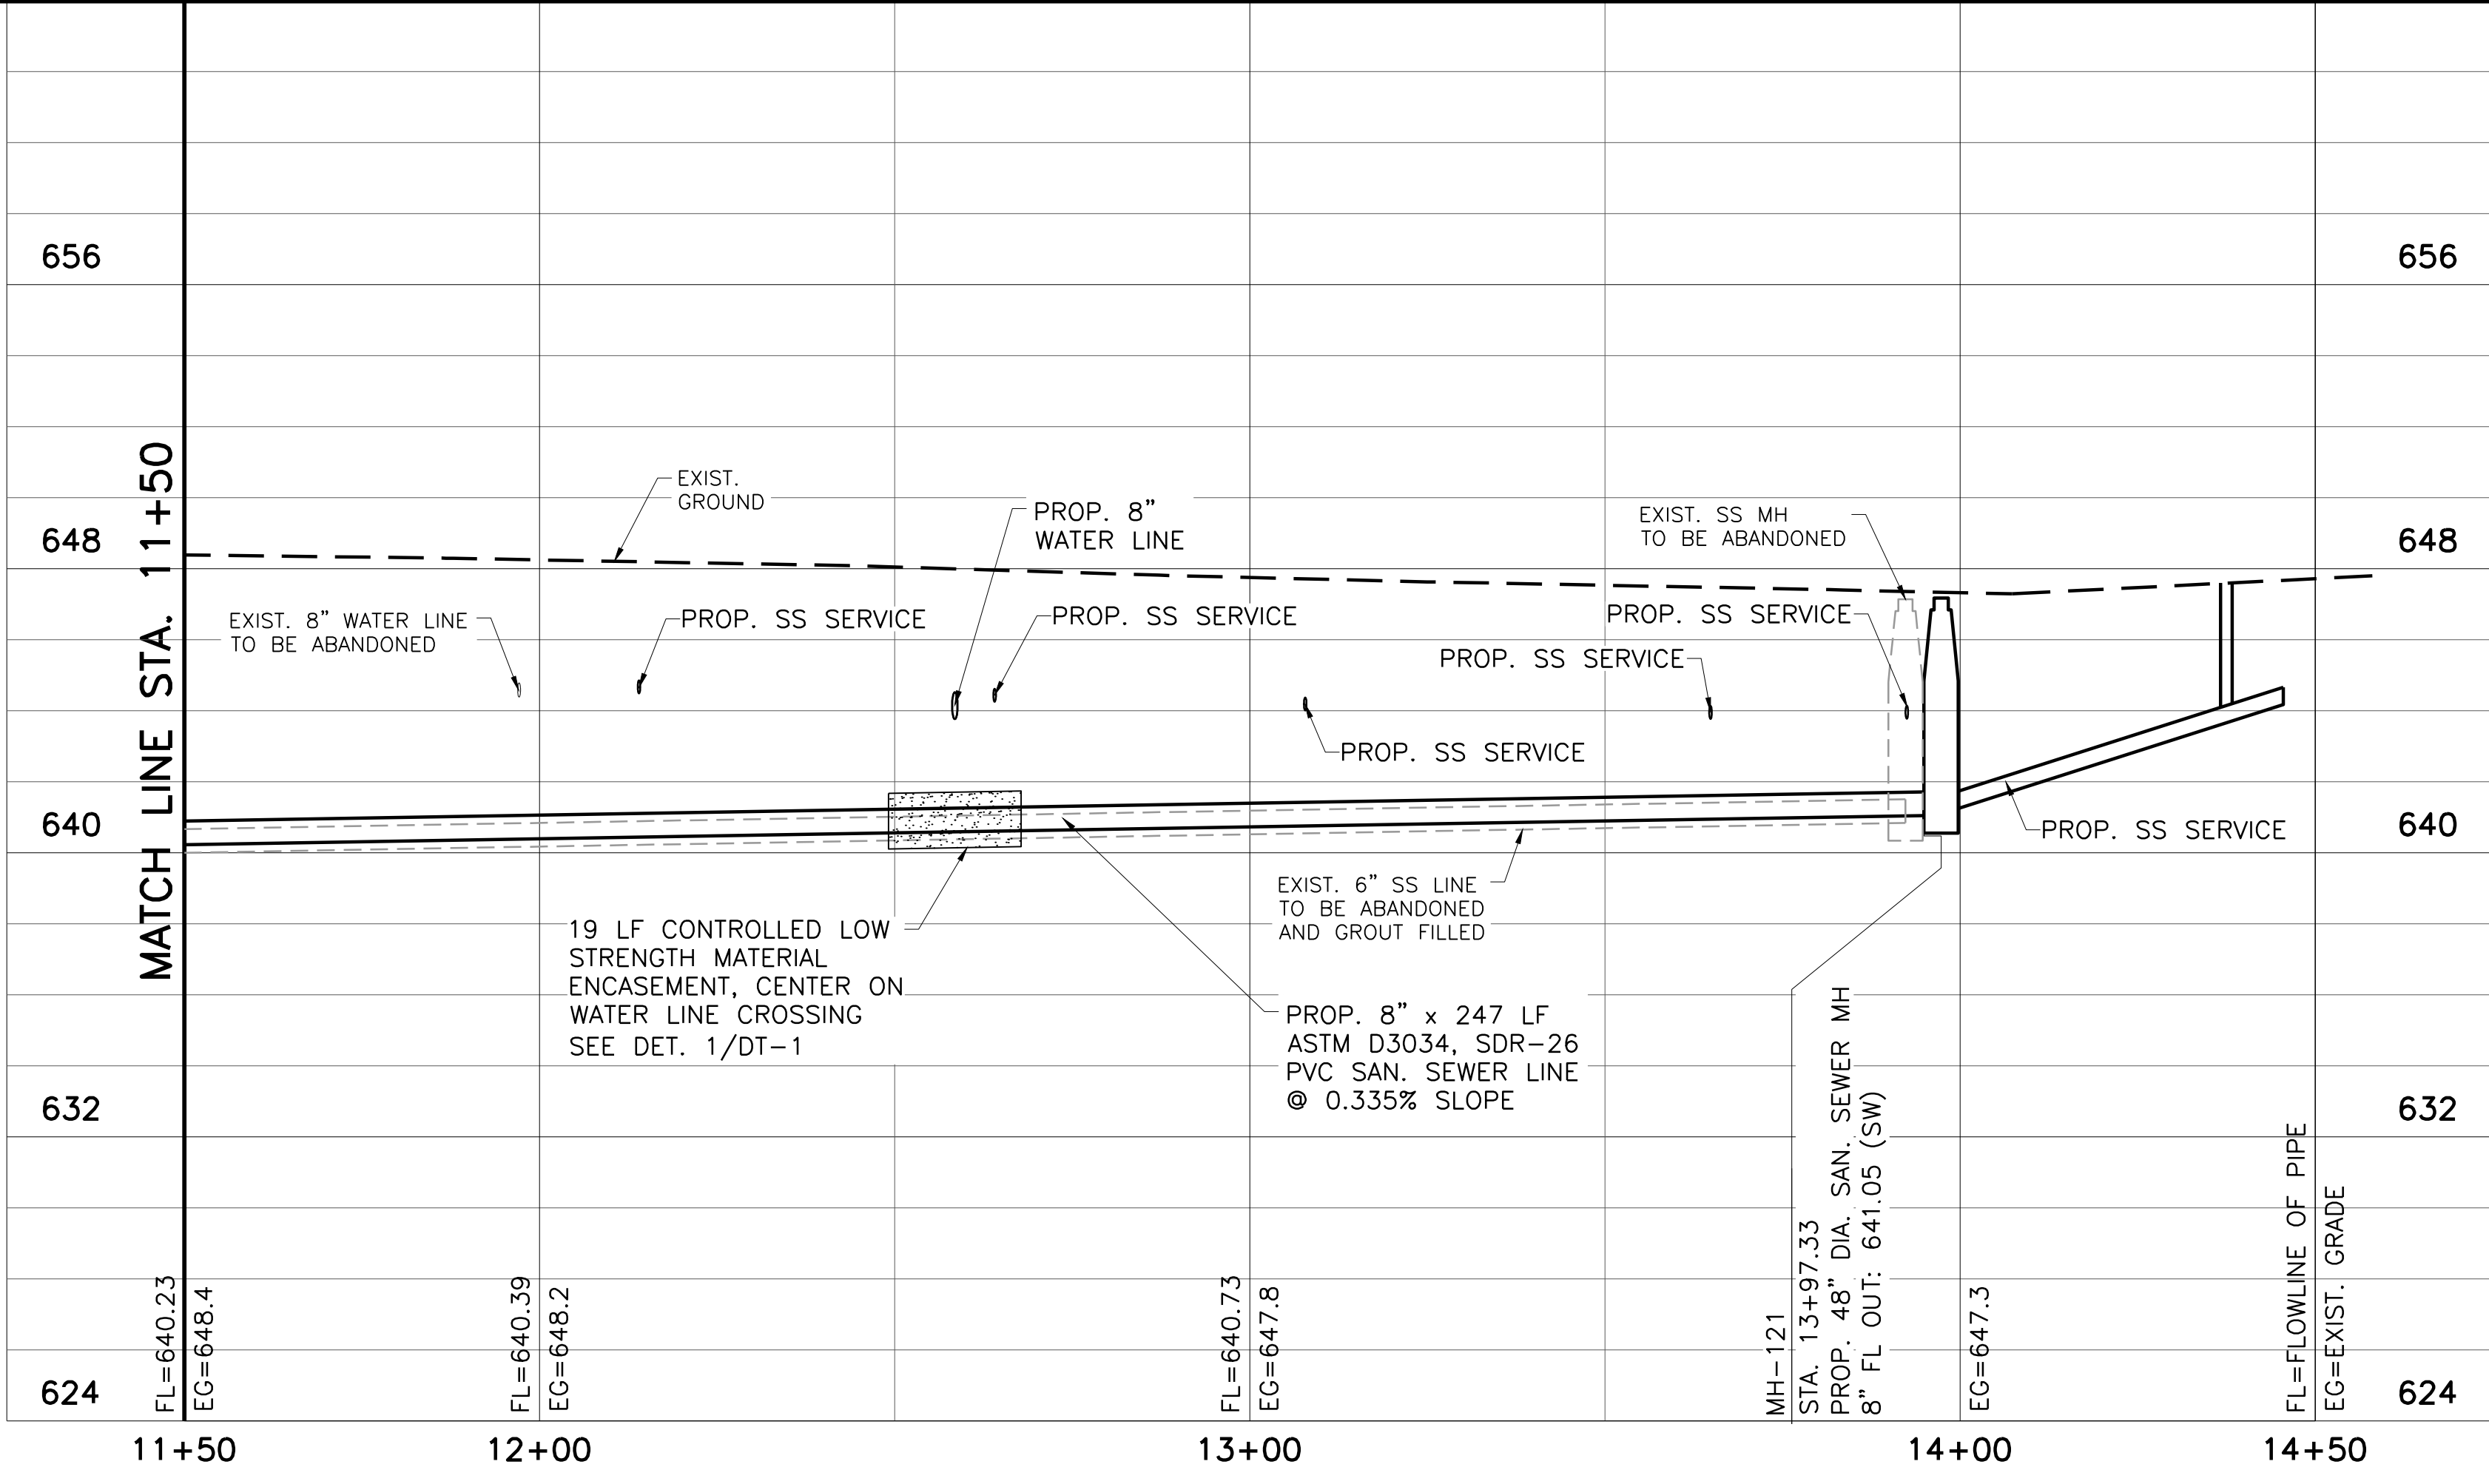 656
656
MATCH LINE STA. 11+50
EXIST.
GROUND
PROP. 8”
WATER LINE
EXIST. SS MH
TO BE ABANDONED
648
648
EXIST. 8” WATER LINE
TO BE ABANDONED
PROP. SS SERVICE
PROP. SS SERVICE
PROP. SS SERVICE
PROP. SS SERVICE
PROP. SS SERVICE
640
PROP. SS SERVICE
640
EXIST. 6” SS LINE
TO BE ABANDONED
AND GROUT FILLED
19 LF CONTROLLED LOW
STRENGTH MATERIAL
ENCASEMENT, CENTER ON
WATER LINE CROSSING
SEE DET. 1/DT-1
PROP. 8” x 247 LF
ASTM D3034, SDR-26
PVC SAN. SEWER LINE
@ 0.335% SLOPE
632
632
FL=640.23
EG=648.4
FL=640.39
EG=648.2
FL=640.73
EG=647.8
MH-121
STA. 13+97.33
PROP. 48” DIA. SAN. SEWER MH
8” FL OUT: 641.05 (SW)
EG=647.3
FL=FLOWLINE OF PIPE
EG=EXIST. GRADE
624
624
11+50
12+00
13+00
14+00
14+50